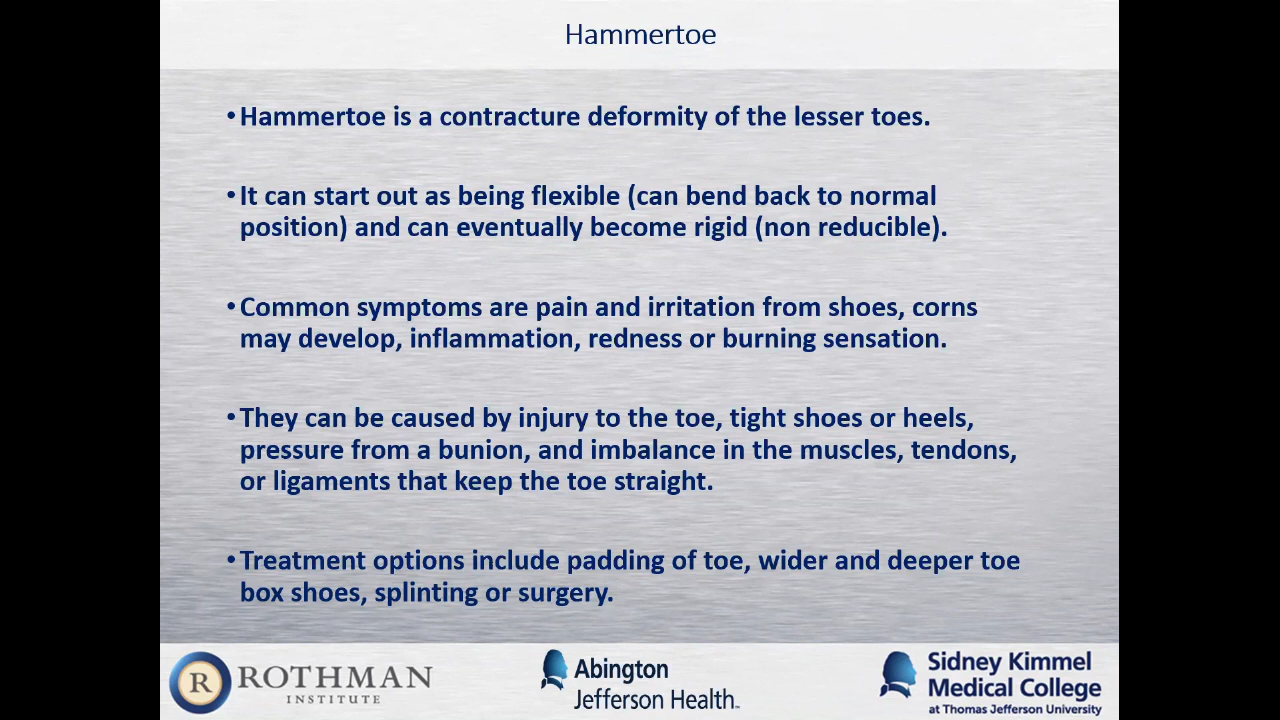 Hammertoe
•Hammertoe is a contracture deformity of the lesser toes.
•It can start out as being flexible (can bend back to normal
position) and can eventually become rigid (non reducible).
•Common symptoms are pain and irritation from shoes, corns
may develop, inflammation, redness or burning sensation.
•They can be caused by injury to the toe, tight shoes or heels,
pressure from a bunion, and imbalance in the muscles, tendons,
or ligaments that keep the toe straight.
•Treatment options include padding of toe, wider and deeper toe
box shoes, splinting or surgery.
R ROTHMAN
INSTITUTE
Abington
Jefferson Health™
Sidney Kimmel
Medical College
at Thomas Jefferson University